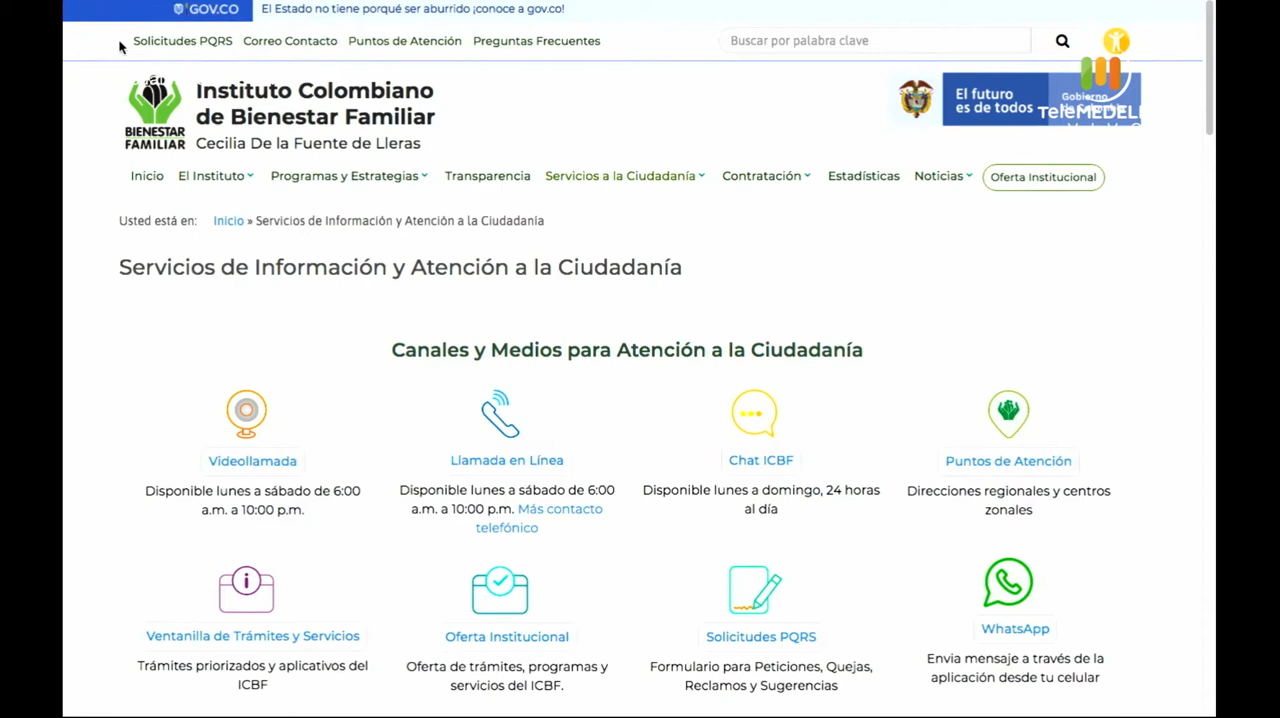 GOV.CO
El Estado no tiene porqué ser aburrido ¡conoce a gov.co!
Solicitudes PQRS Correo Contacto Puntos de Atención Preguntas Frecuentes
Buscar por palabra clave
BIENESTAR
FAMILIAR
Instituto Colombiano
de Bienestar Familiar
Cecilia De la Fuente de Lleras
El futuro
es de todos
Gobierno
TeleMEDELL
Inicio El Instituto Programas y Estrategias Transparencia Servicios a la Ciudadanía Contratación Estadísticas Noticias Oferta Institucional
Usted está en: Inicio » Servicios de Información y Atención a la Ciudadanía
Servicios de Información y Atención a la Ciudadanía
Canales y Medios para Atención a la Ciudadanía
Videollamada
Disponible lunes a sábado de 6:00
a.m. a 10:00 p.m.
Llamada en Línea
Disponible lunes a sábado de 6:00
a.m. a 10:00 p.m. Más contacto
telefónico
Chat ICBF
Disponible lunes a domingo, 24 horas
al día
Puntos de Atención
Direcciones regionales y centros
zonales
Ventanilla de Trámites y Servicios
Trámites priorizados y aplicativos del
ICBF
Oferta Institucional
Oferta de trámites, programas y
servicios del ICBF.
Solicitudes PQRS
Formulario para Peticiones, Quejas,
Reclamos y Sugerencias
WhatsApp
Envia mensaje a través de la
aplicación desde tu celular